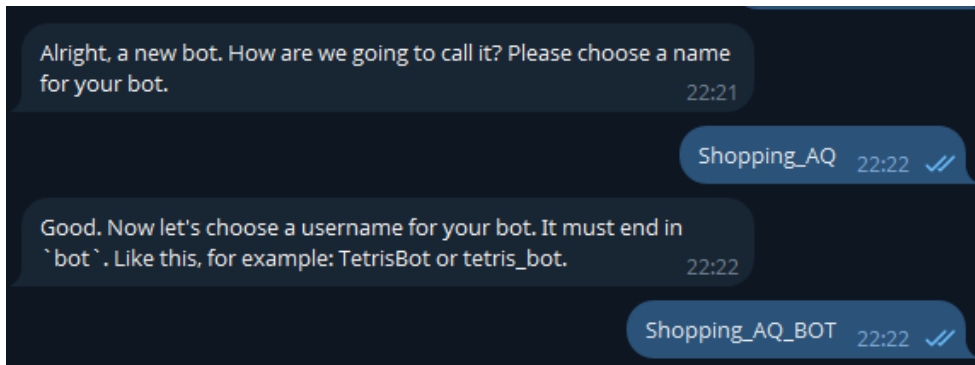 Alright, a new bot. How are we going to call it? Please choose a name
for your bot.
22:21
Shopping_AQ 22:22
Good. Now let's choose a username for your bot. It must end in
`bot`. Like this, for example: TetrisBot or tetris_bot.
22:22
Shopping_AQ_BOT 22:22